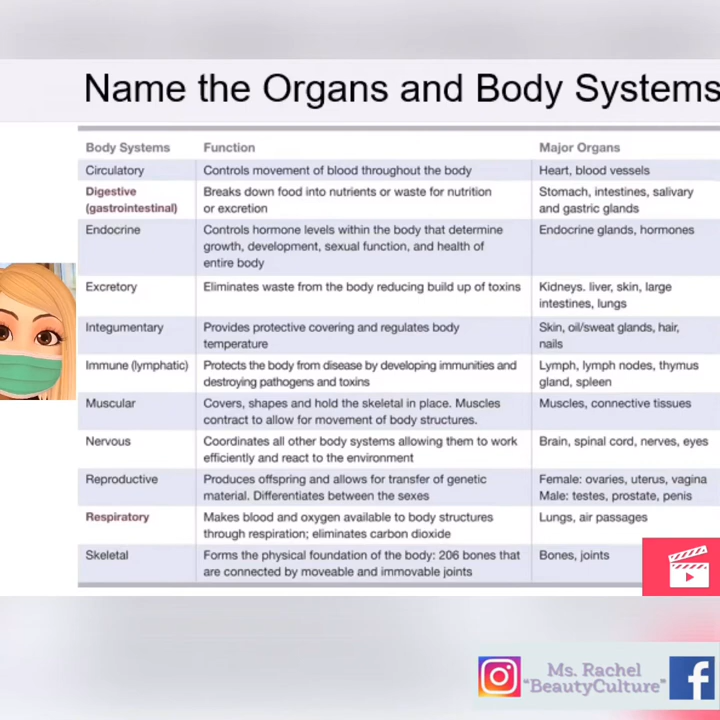 Name the Organs and Body Systems
Body Systems Function Major Organs
Circulatory Controls movement of blood throughout the body Heart, blood vessels
Digestive Breaks down food into nutrients or waste for nutrition Stomach, intestines, salivary
(gastrointestinal) or excretion and gastric glands
Endocrine Controls hormone levels within the body that determine Endocrine glands, hormones
growth, development, sexual function, and health of
entire body
Excretory Eliminates waste from the body reducing build up of toxins Kidneys. liver, skin, large
intestines, lungs
Integumentary Provides protective covering and regulates body Skin, oil/sweat glands, hair,
temperature nails
Immune (lymphatic) Protects the body from disease by developing immunities and Lymph, lymph nodes, thymus
destroying pathogens and toxins gland, spleen
Muscular Covers, shapes and hold the skeletal in place. Muscles Muscles, connective tissues
contract to allow for movement of body structures.
Nervous Coordinates all other body systems allowing them to work Brain, spinal cord, nerves, eyes
efficiently and react to the environment
Reproductive Produces offspring and allows for transfer of genetic Female: ovaries, uterus, vagina
material. Differentiates between the sexes Male: testes, prostate, penis
Respiratory Makes blood and oxygen available to body structures Lungs, air passages
through respiration; eliminates carbon dioxide
Skeletal Forms the physical foundation of the body: 206 bones that Bones, joints
are connected by moveable and immovable joints
Ms. Rachel
"BeautyCulture"